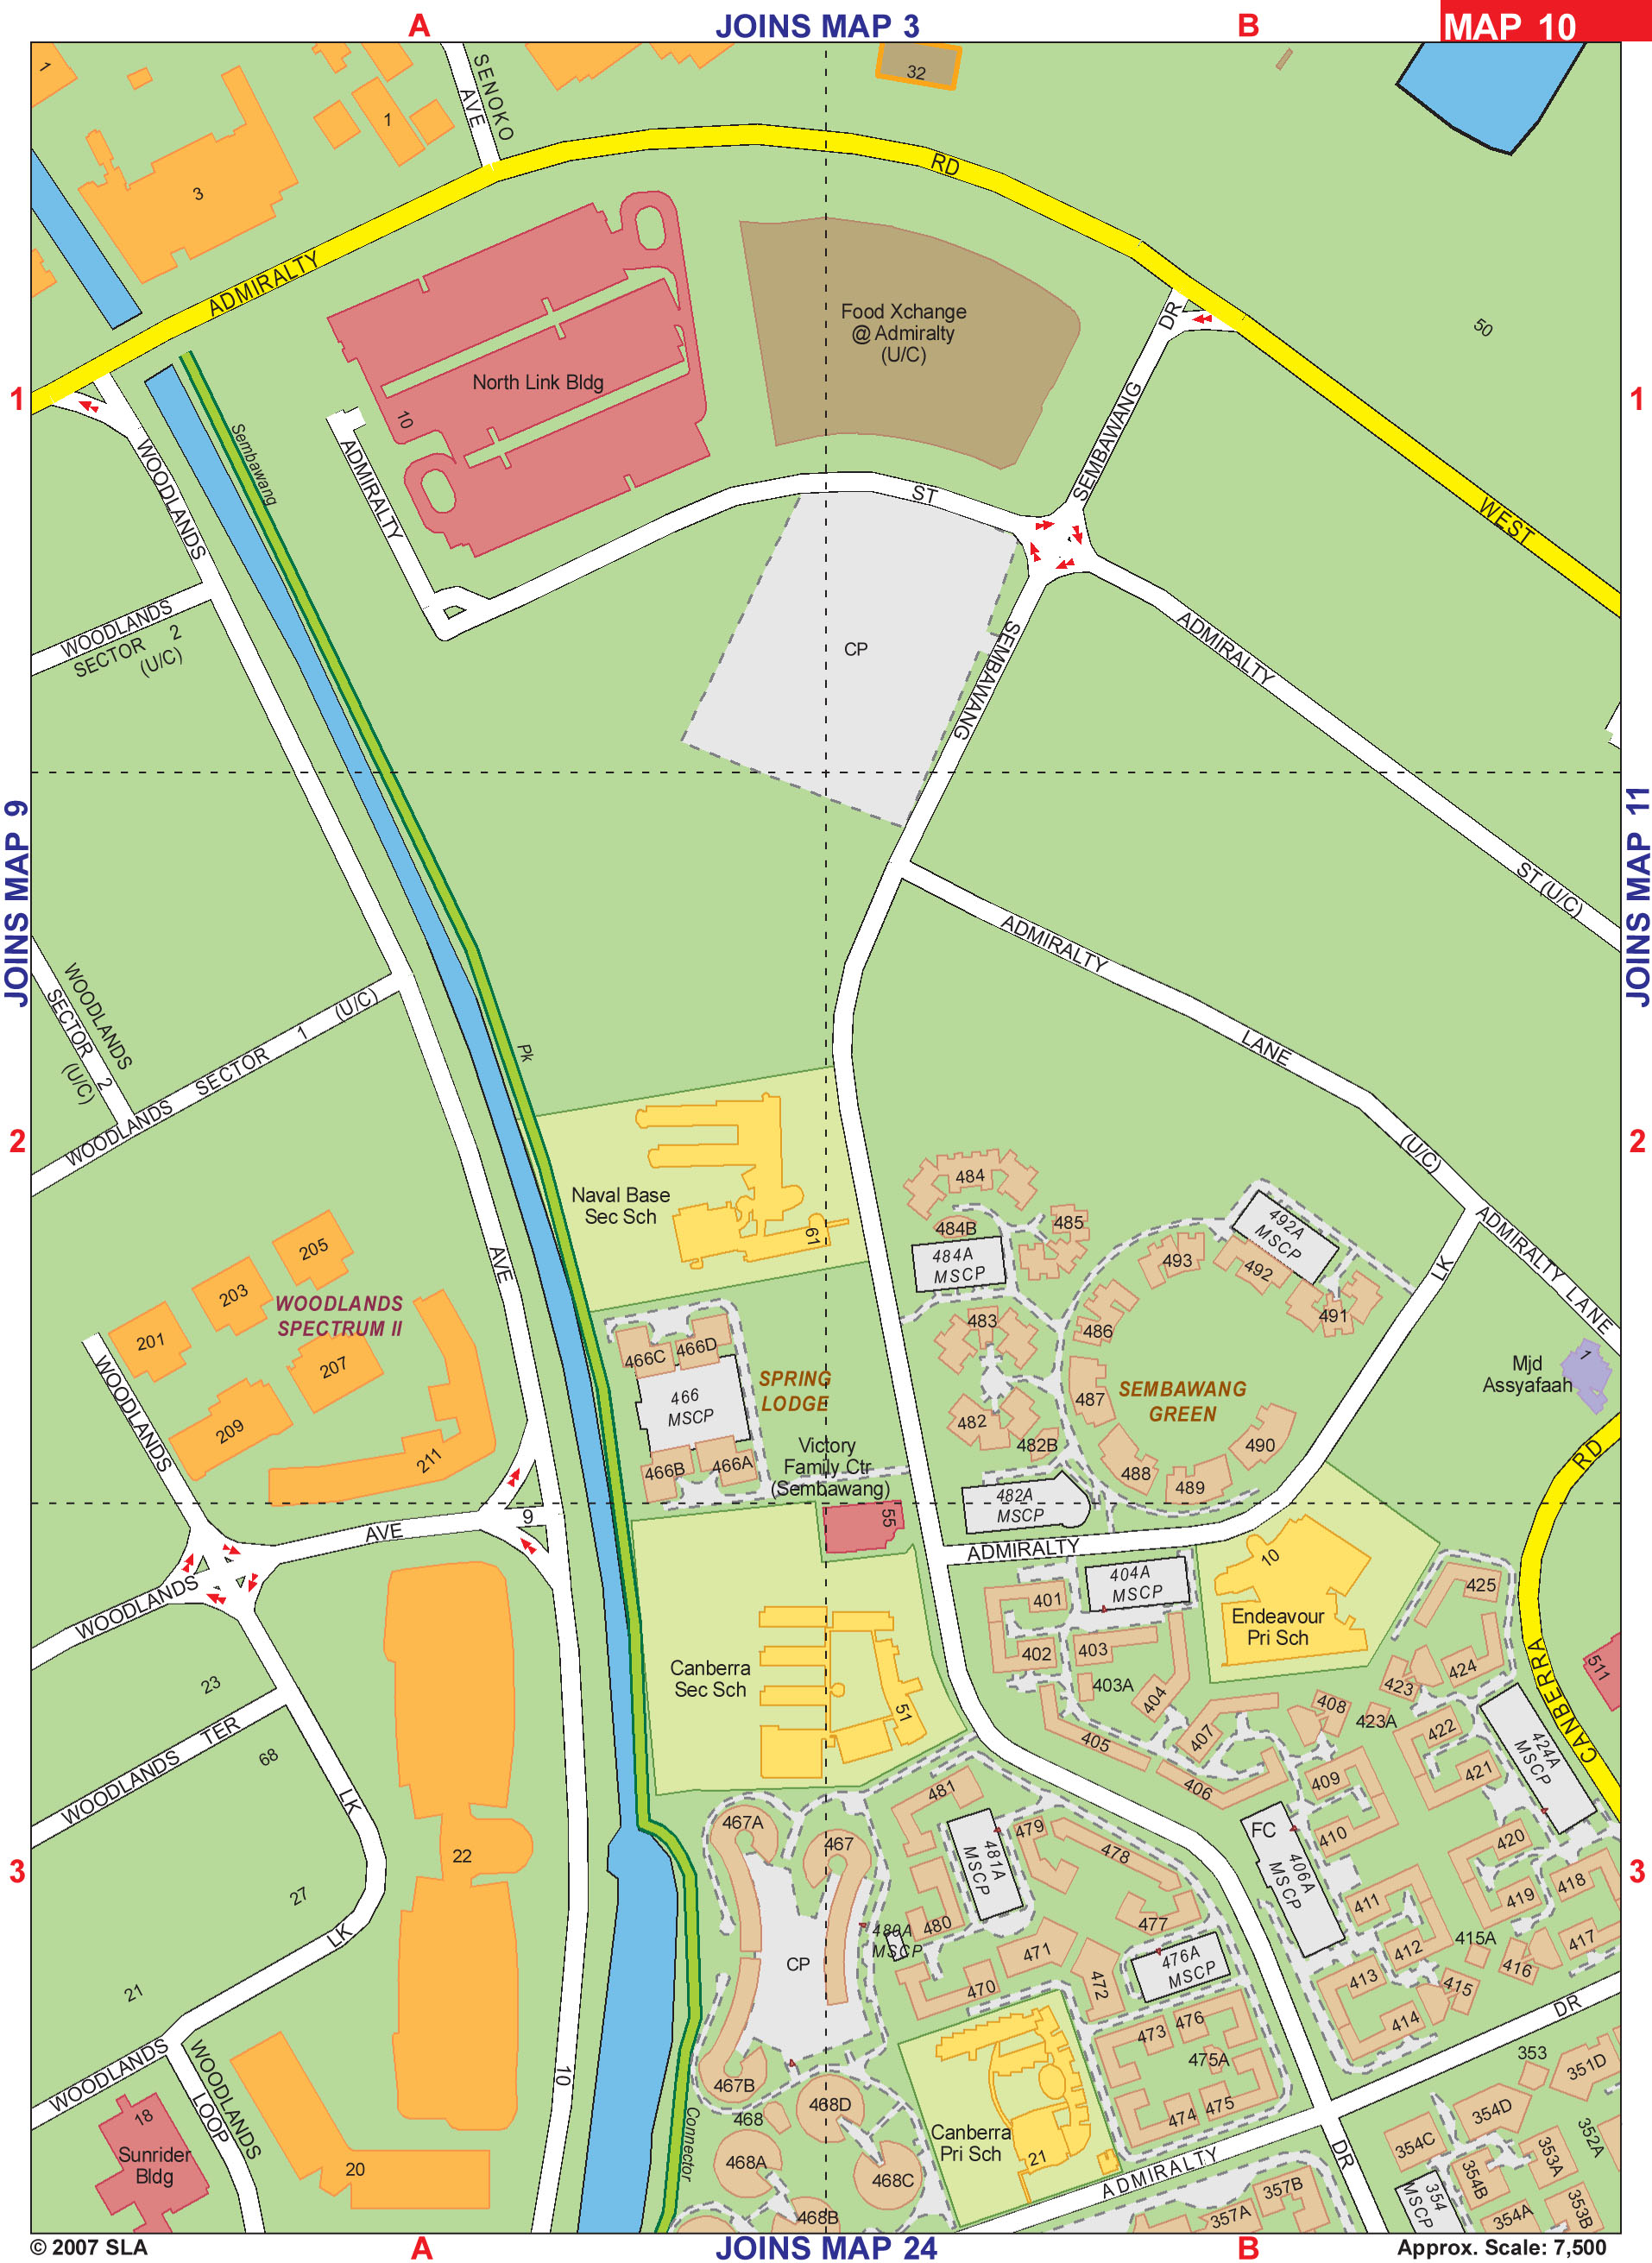 A
JOINS MAP 3
B
MAP 10
1
3
1
SENOKO
AVE
32
RD
ADMIRALTY
50
DR
Food Xchange
@ Admiralty
(U/C)
North Link Bldg
10
1
1
SEMBAWANG
Sembawang
WOODLANDS
ADMIRALTY
ST
WEST
WOODLANDS
SECTOR 2
(U/C)
CP
SEMBAWANG
ADMIRALTY
JOINS MAP 9
JOINS MAP 11
ST (U/C)
ADMIRALTY
WOODLANDS
SECTOR 2
(U/C)
WOODLANDS SECTOR 1 (U/C)
Pk
LANE
2
2
(U/C)
Naval Base
Sec Sch
61
484
484B
485
484A
MSCP
492A
MSCP
493
492
491
ADMIRALTY LANE
LK
AVE
205
203
201
207
209
211
WOODLANDS
SPECTRUM II
WOODLANDS
466C
466D
466
MSCP
466B
466A
SPRING
LODGE
483
486
487
482
482B
488
489
490
SEMBAWANG
GREEN
Mjd
Assyafaah
1
RD
Victory
Family Ctr
(Sembawang)
55
482A
MSCP
AVE
9
ADMIRALTY
WOODLANDS
404A
MSCP
10
Endeavour
Pri Sch
401
402
403
403A
404
425
424
423
423A
408
407
405
406
422
421
424A
MSCP
CANBERRA
511
Canberra
Sec Sch
51
23
WOODLANDS TER
68
LK
22
3
3
27
LK
21
467A
467
481
481A
MSCP
479
478
FC
406A
MSCP
409
410
420
419
418
411
417
415A
416
412
413
415
414
480A
MSCP
480
477
471
472
470
476A
MSCP
CP
473
476
475A
474
475
DR
353
351D
WOODLANDS
WOODLANDS
LOOP
18
Sunrider
Bldg
20
10
Connector
467B
468
468D
468A
468C
468B
Canberra
Pri Sch
21
ADMIRALTY
DR
354D
354C
352A
353A
354B
354
MSCP
354A
353B
357B
357A
© 2007 SLA
A
JOINS MAP 24
B
Approx. Scale: 7,500